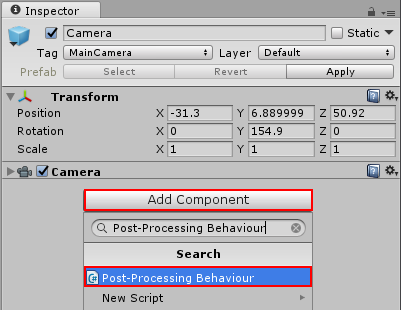 Inspector
Camera Static
Tag MainCamera Layer Default
Prefab Select Revert Apply
Transform
Position X -31.3 Y 6.889999 Z 50.92
Rotation X 0 Y 154.9 Z 0
Scale X 1 Y 1 Z 1
Camera
Add Component
Post-Processing Behaviour
Search
C# Post-Processing Behaviour
New Script